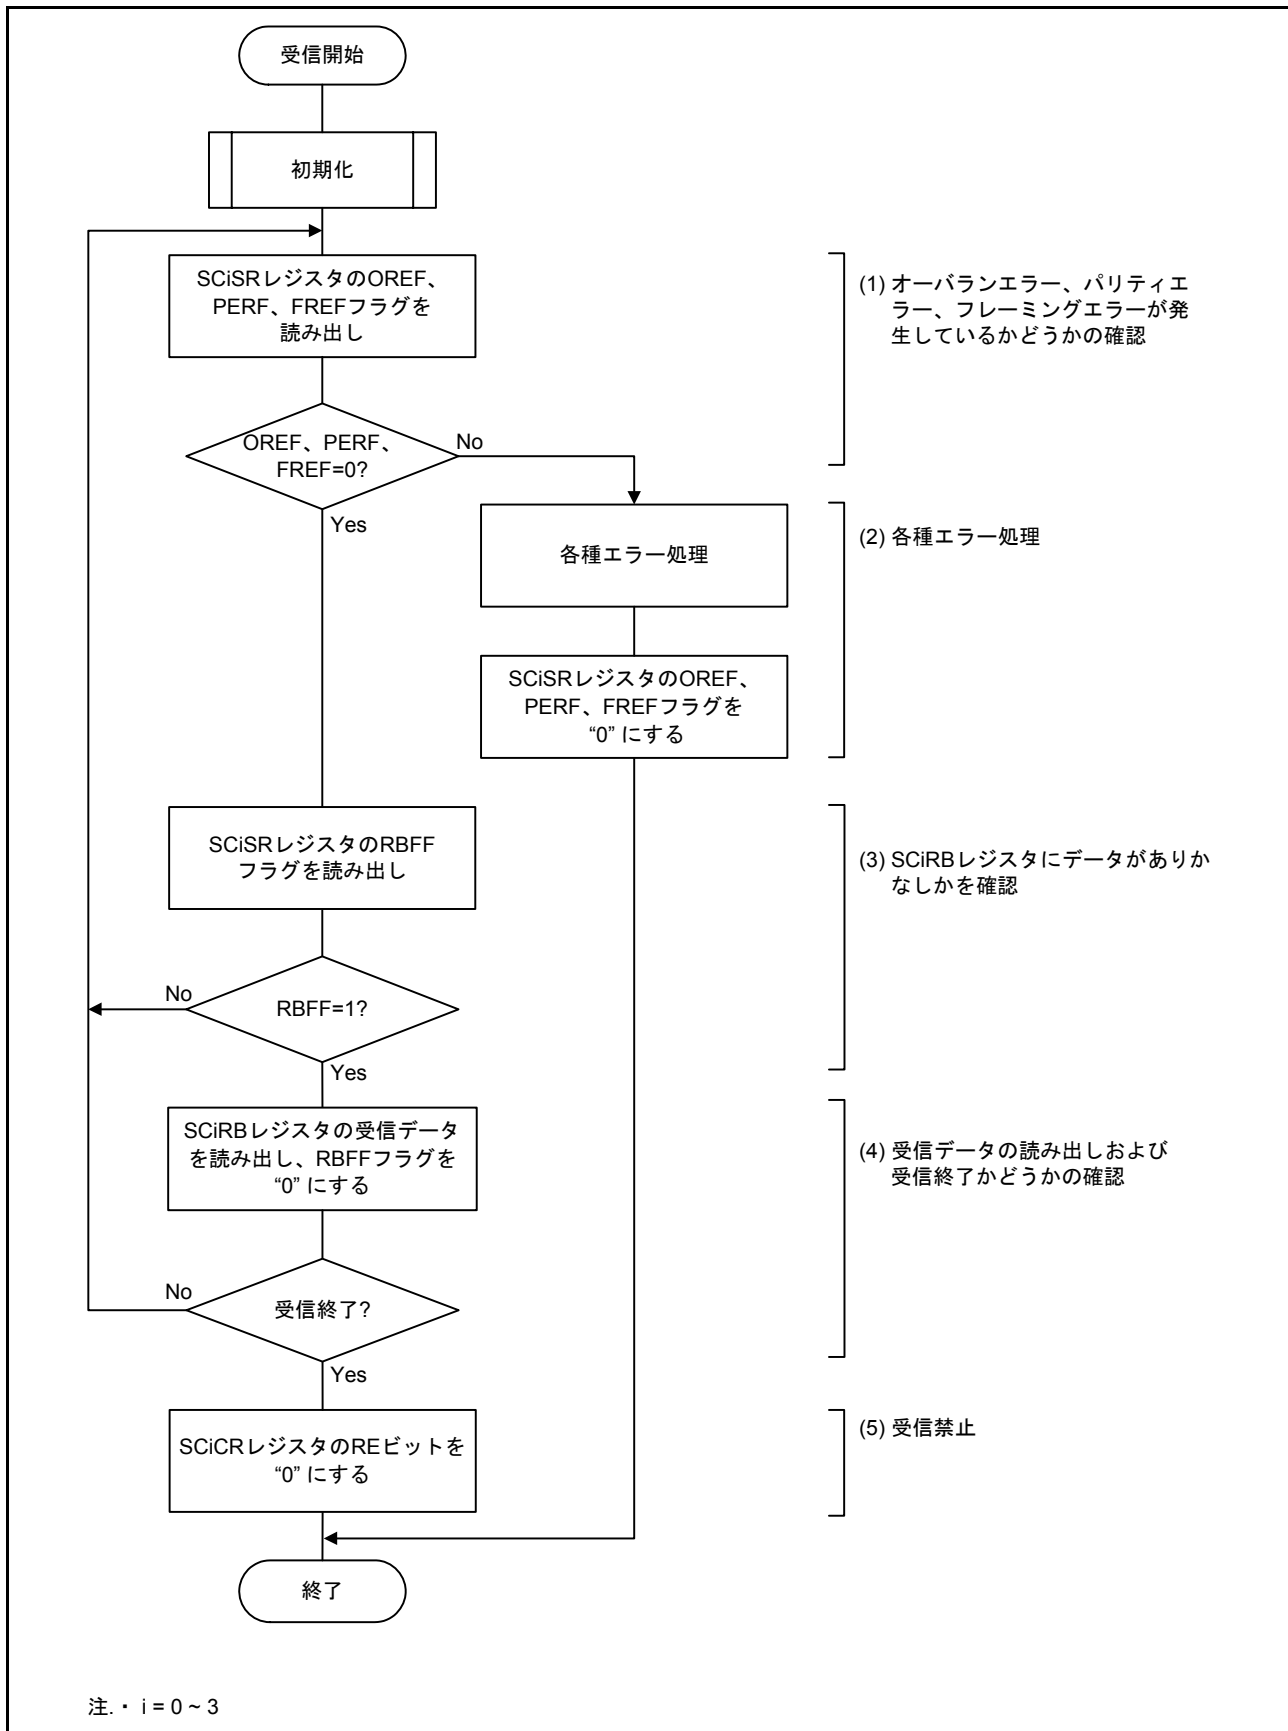 受信開始
初期化
SCiSRレジスタのOREF、
PERF、FREFフラグを
読み出し
(1) オーバランエラー、パリティエ
ラー、フレーミングエラーが発
生しているかどうかの確認
OREF、PERF、
FREF=0?
No
Yes
各種エラー処理
(2) 各種エラー処理
SCiSRレジスタのOREF、
PERF、FREFフラグを
“0” にする
SCiSRレジスタのRBFF
フラグを読み出し
(3) SCiRBレジスタにデータがありか
なしかを確認
RBFF=1?
No
Yes
SCiRBレジスタの受信データ
を読み出し、RBFFフラグを
“0” にする
(4) 受信データの読み出しおよび
受信終了かどうかの確認
受信終了?
No
Yes
SCiCRレジスタのREビットを
“0” にする
(5) 受信禁止
終了
注.・ i = 0 ~ 3